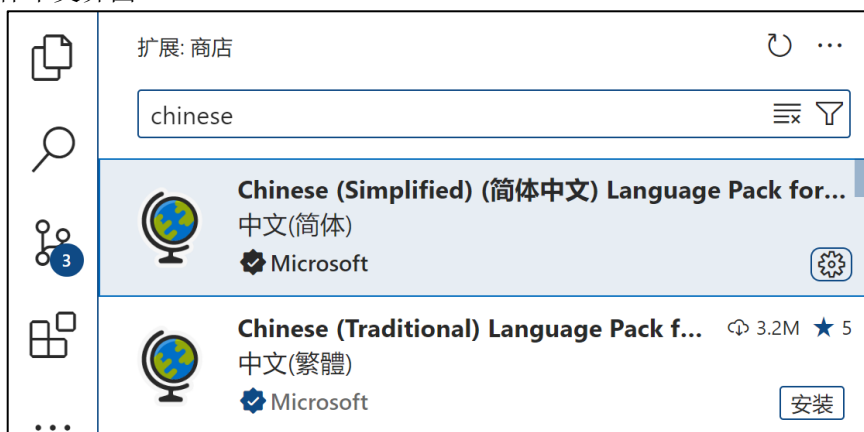 扩展: 商店
chinese
Chinese (Simplified) (简体中文) Language Pack for...
中文(简体)
Microsoft
3
Chinese (Traditional) Language Pack f... 3.2M ★ 5
中文(繁體)
Microsoft
安装